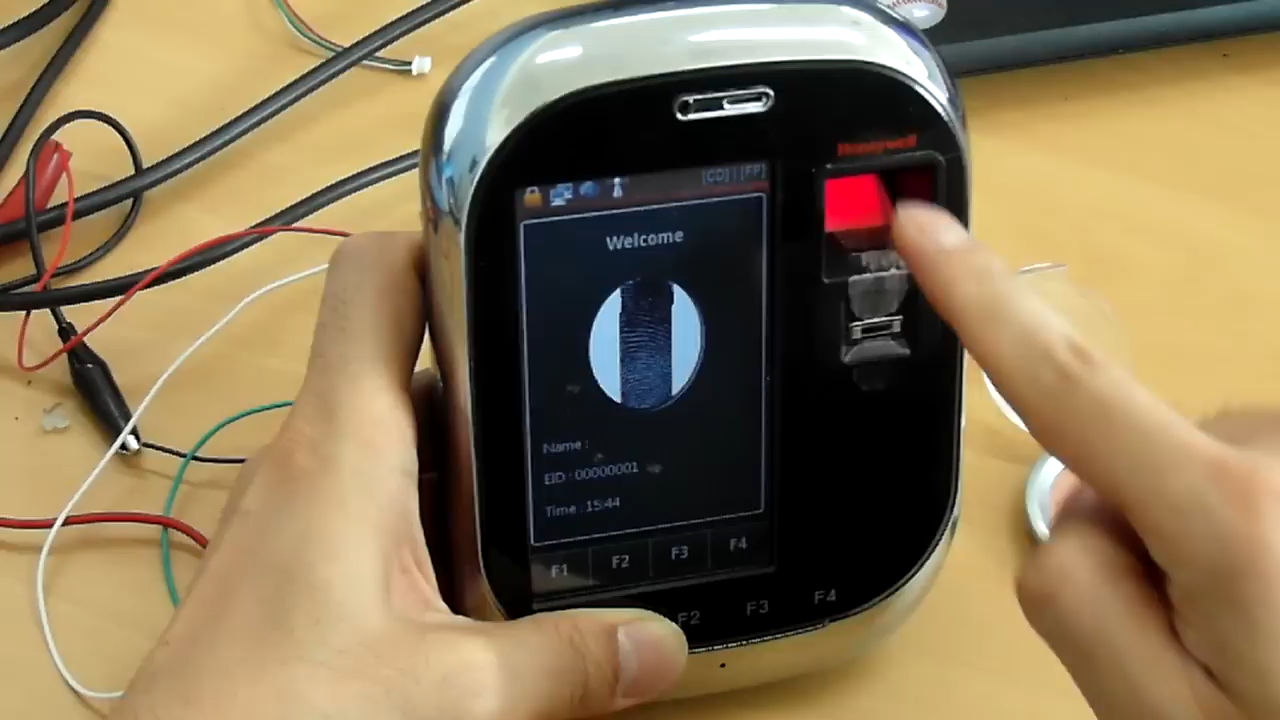 Honeywell
[CD] | [FP]
Welcome
Name :
EID : 00000001
Time : 15:44
F1 F2 F3 F4
F2 F3 F4